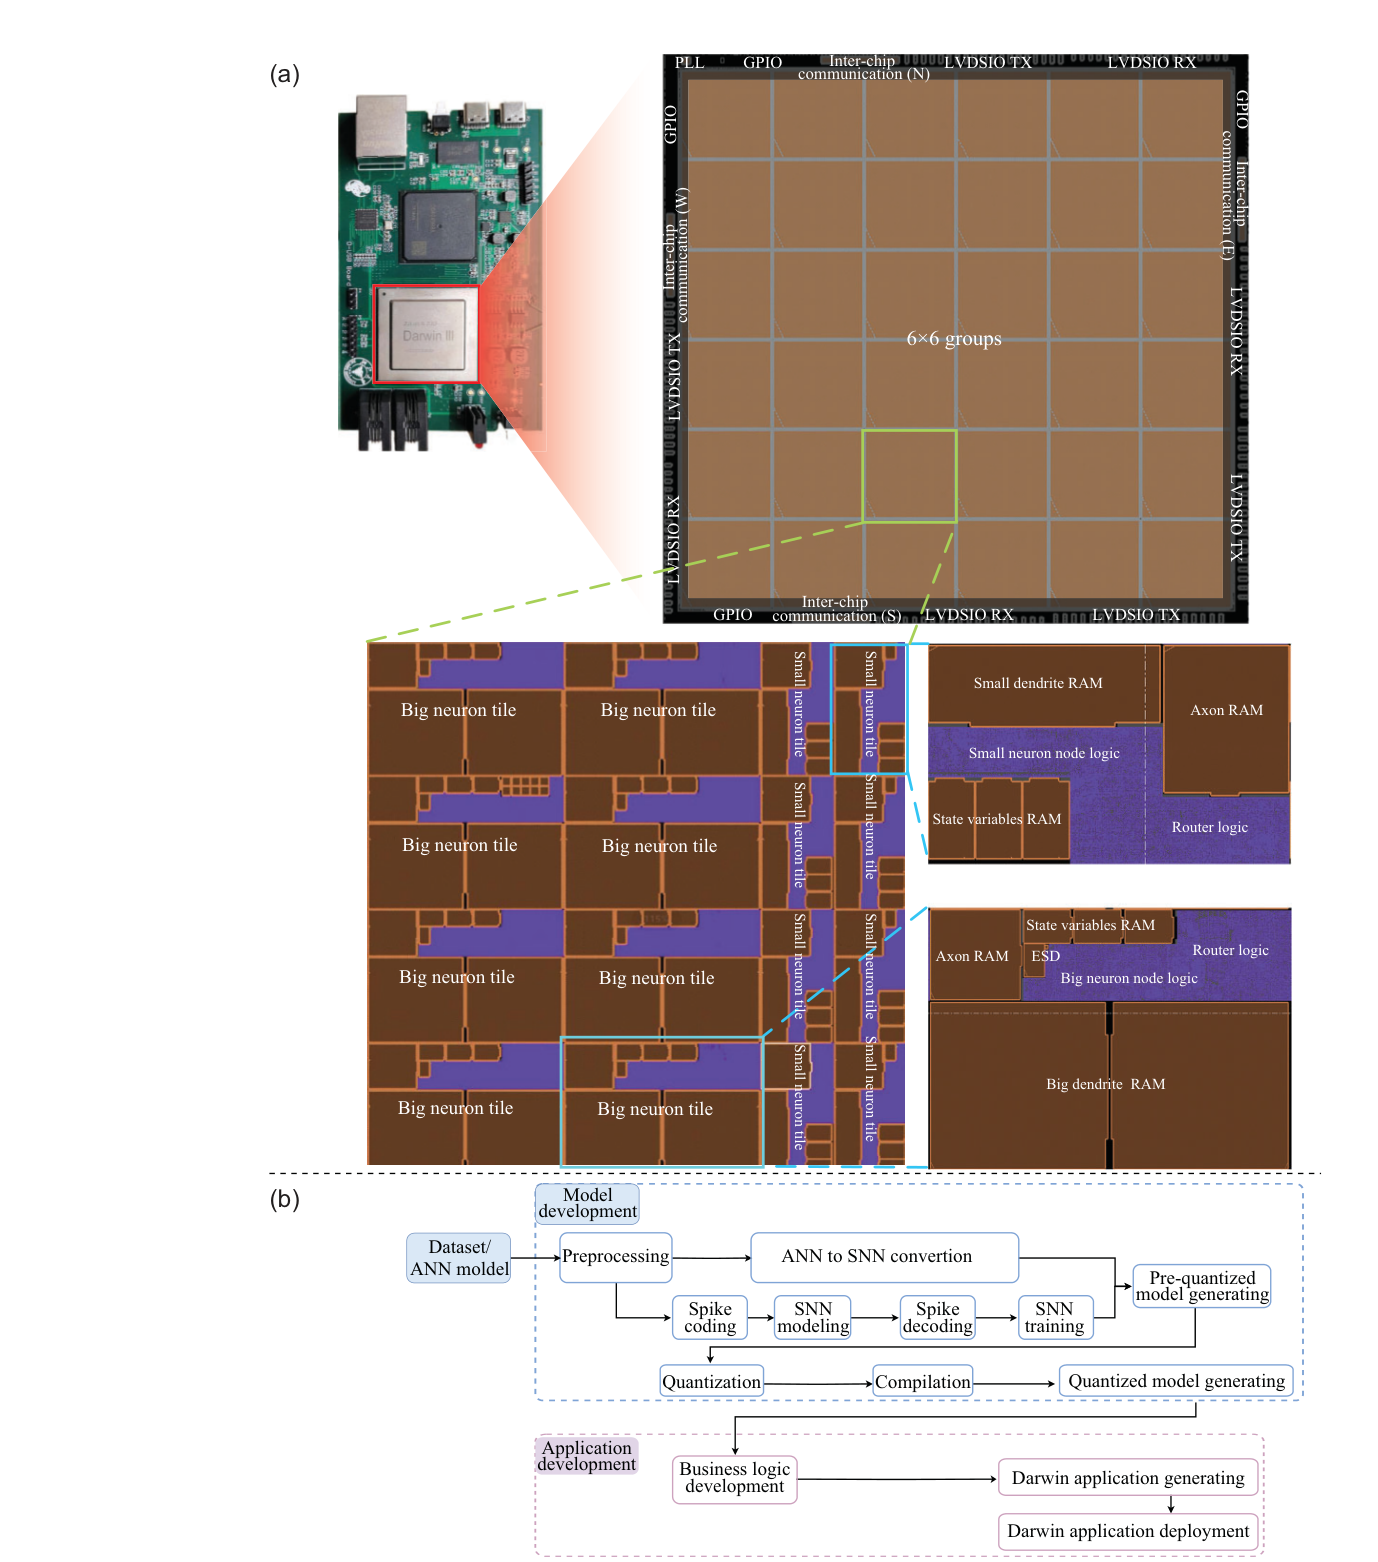 (a)
PLL GPIO Inter-chip communication (N) LVDSIO TX LVDSIO RX
GPIO
Inter-chip
communication (W)
LVDSIO TX
LVDSIO RX
GPIO
Inter-chip
communication (E)
LVDSIO RX
LVDSIO TX
Darwin III
6×6 groups
GPIO Inter-chip communication (S) LVDSIO RX LVDSIO TX
Big neuron tile
Big neuron tile
Small neuron tile
Small neuron tile
Big neuron tile
Big neuron tile
Small neuron tile
Small neuron tile
Big neuron tile
Big neuron tile
Small neuron tile
Small neuron tile
Big neuron tile
Big neuron tile
Small neuron tile
Small neuron tile
Small dendrite RAM
Axon RAM
Small neuron node logic
State variables RAM
Router logic
State variables RAM
Axon RAM
ESD
Router logic
Big neuron node logic
Big dendrite RAM
(b)
Model
development
Dataset/
ANN moldel
Preprocessing
ANN to SNN convertion
Pre-quantized
model generating
Spike
coding
SNN
modeling
Spike
decoding
SNN
training
Quantization
Compilation
Quantized model generating
Application
development
Business logic
development
Darwin application generating
Darwin application deployment